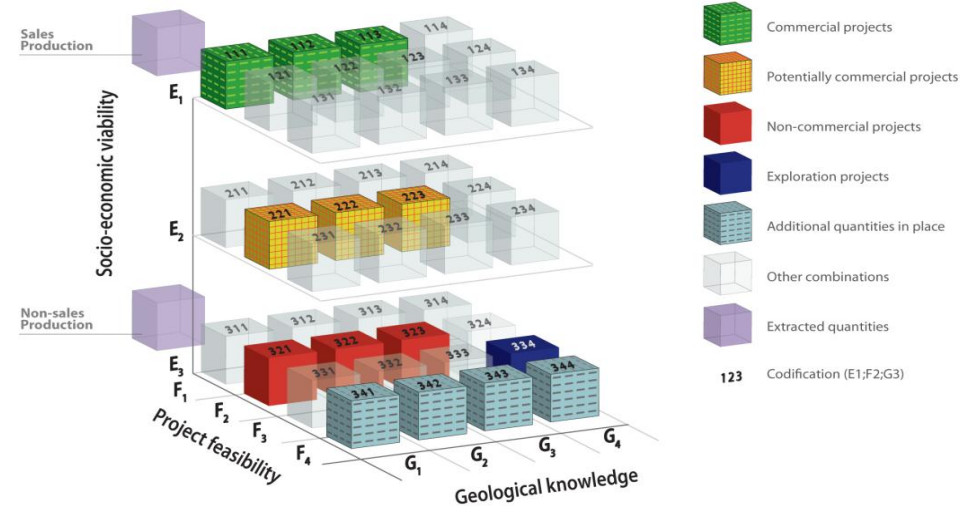 Sales
Production
Socio-economic viability
E1
111
112
113
114
121
122
123
124
131
132
133
134
E2
211
212
213
214
221
222
223
224
231
232
233
234
Non-sales
Production
E3
311
312
313
314
321
322
323
324
331
332
333
334
341
342
343
344
F1
F2
F3
F4
Project feasibility
G1
G2
G3
G4
Geological knowledge
Commercial projects
Potentially commercial projects
Non-commercial projects
Exploration projects
Additional quantities in place
Other combinations
Extracted quantities
123 Codification (E1;F2;G3)